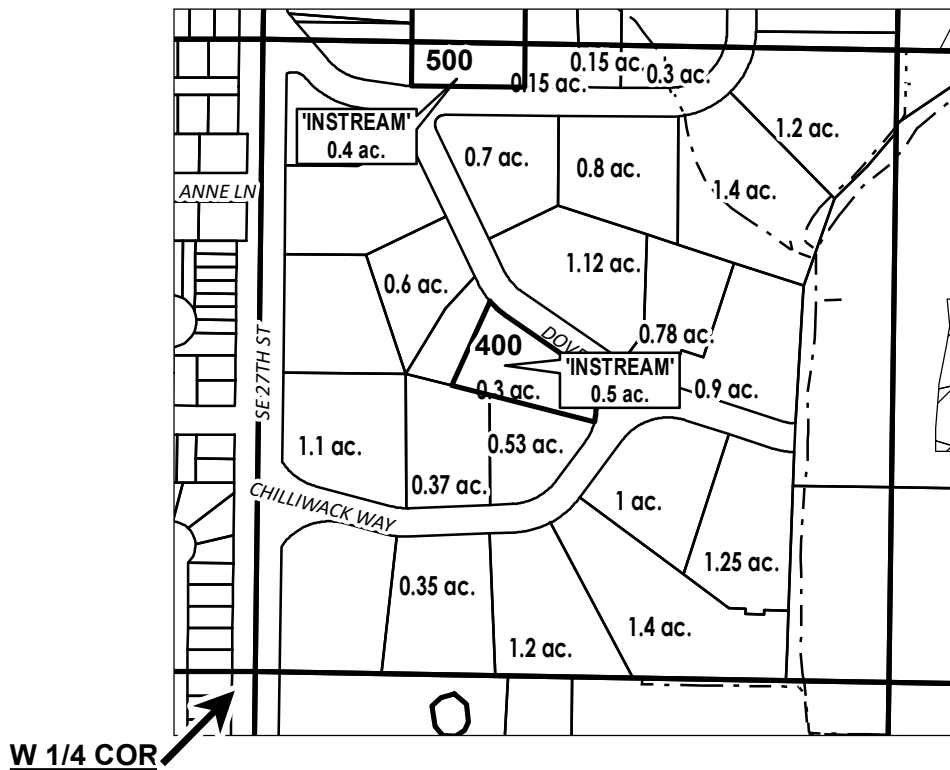 500
0.15 ac.
0.15 ac.
0.3 ac.
'INSTREAM'
0.4 ac.
1.2 ac.
0.7 ac.
0.8 ac.
ANNE LN
1.4 ac.
1.12 ac.
0.6 ac.
SE 27TH ST
400
0.78 ac.
'INSTREAM'
0.5 ac.
0.3 ac.
0.9 ac.
1.1 ac.
0.53 ac.
0.37 ac.
CHILLIWACK WAY
1 ac.
1.25 ac.
0.35 ac.
1.4 ac.
1.2 ac.
W 1/4 COR